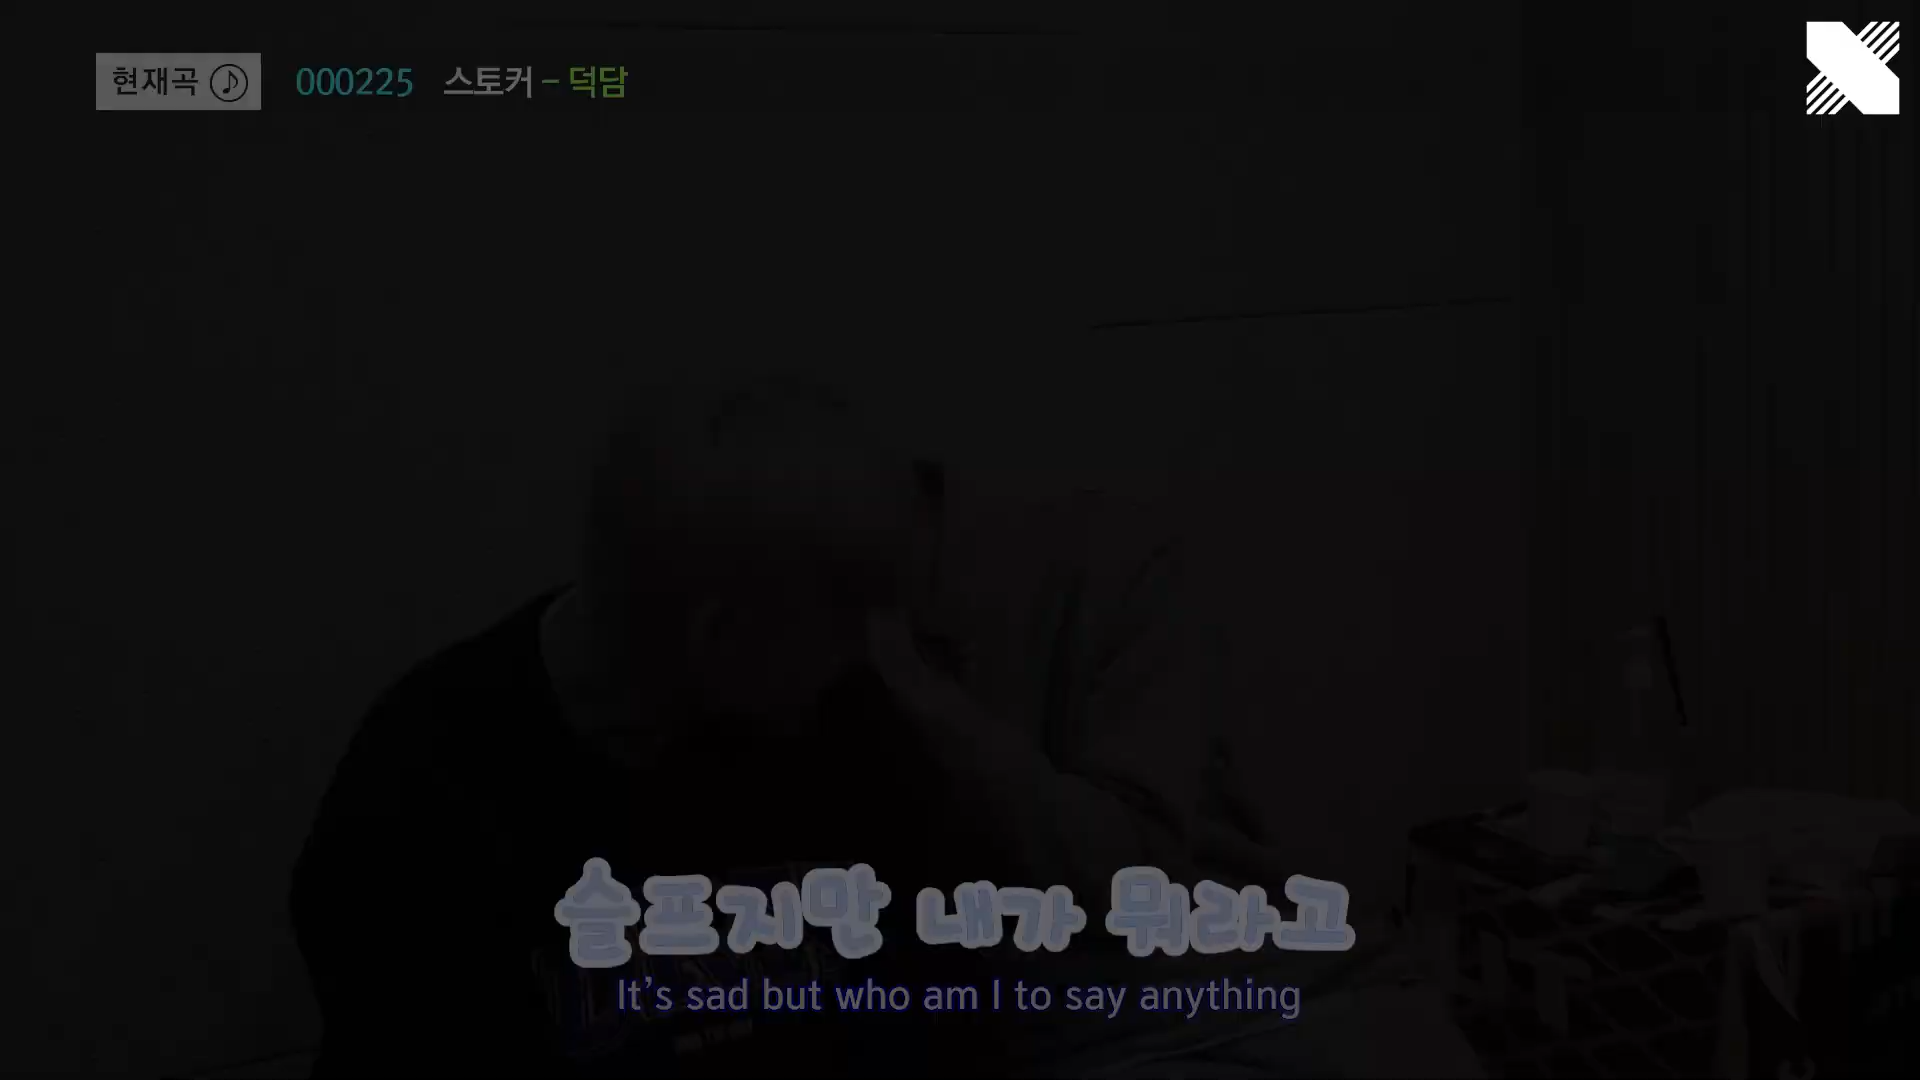 현재곡 000225 스토커 – 덕담
슬프지만 내가 뭐라고
It's sad but who am I to say anything